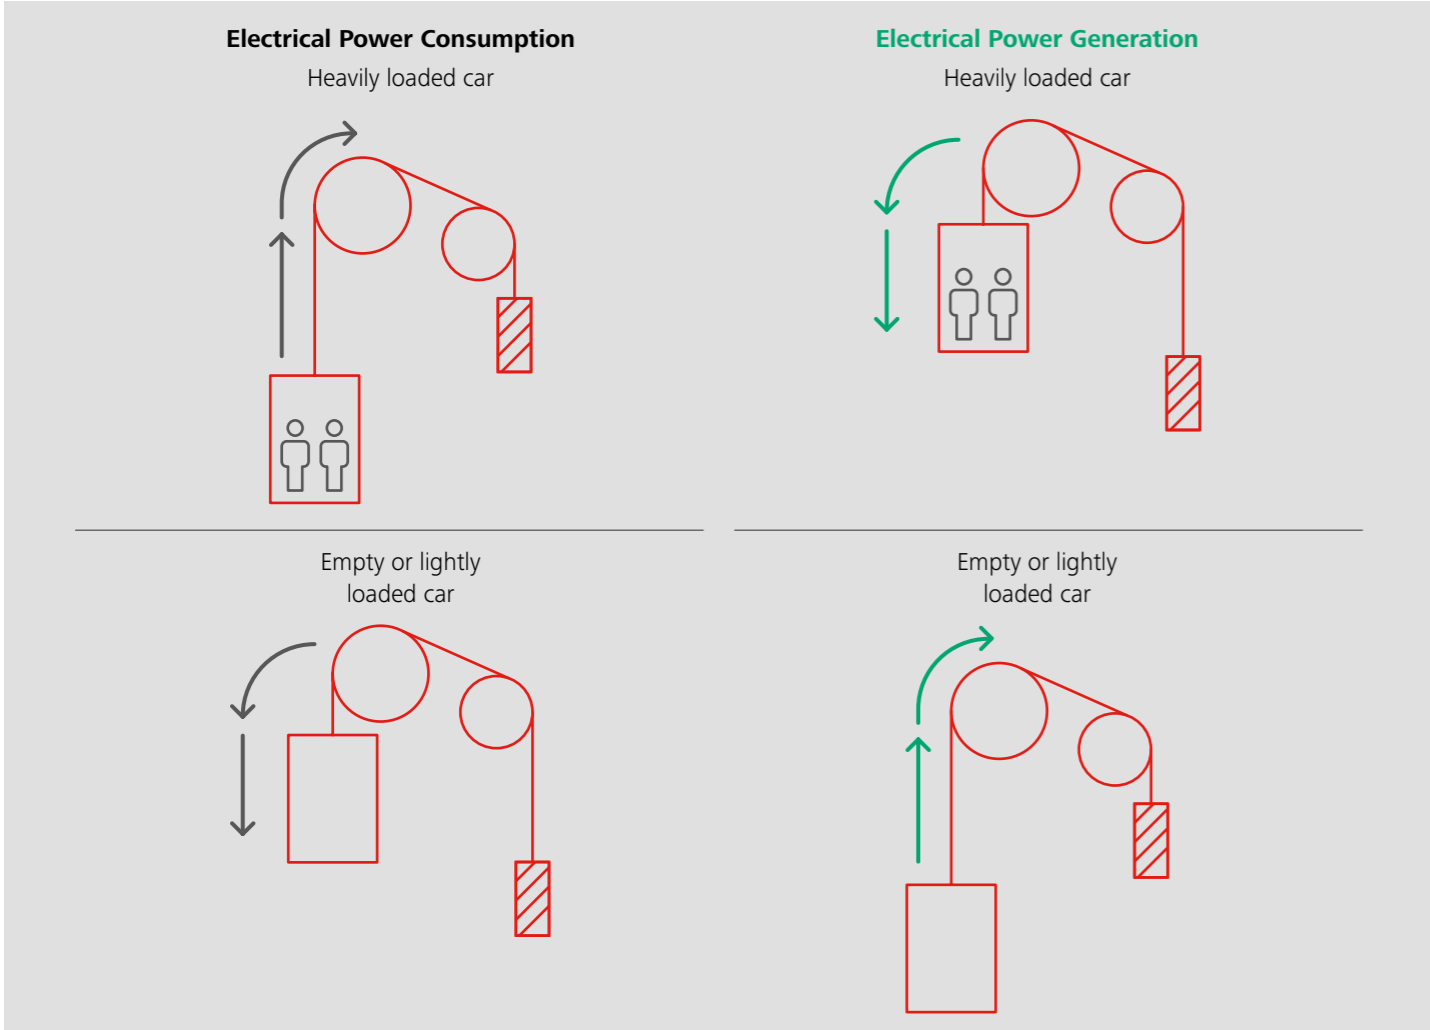 Electrical Power Consumption
Heavily loaded car
Electrical Power Generation
Heavily loaded car
Empty or lightly
loaded car
Empty or lightly
loaded car